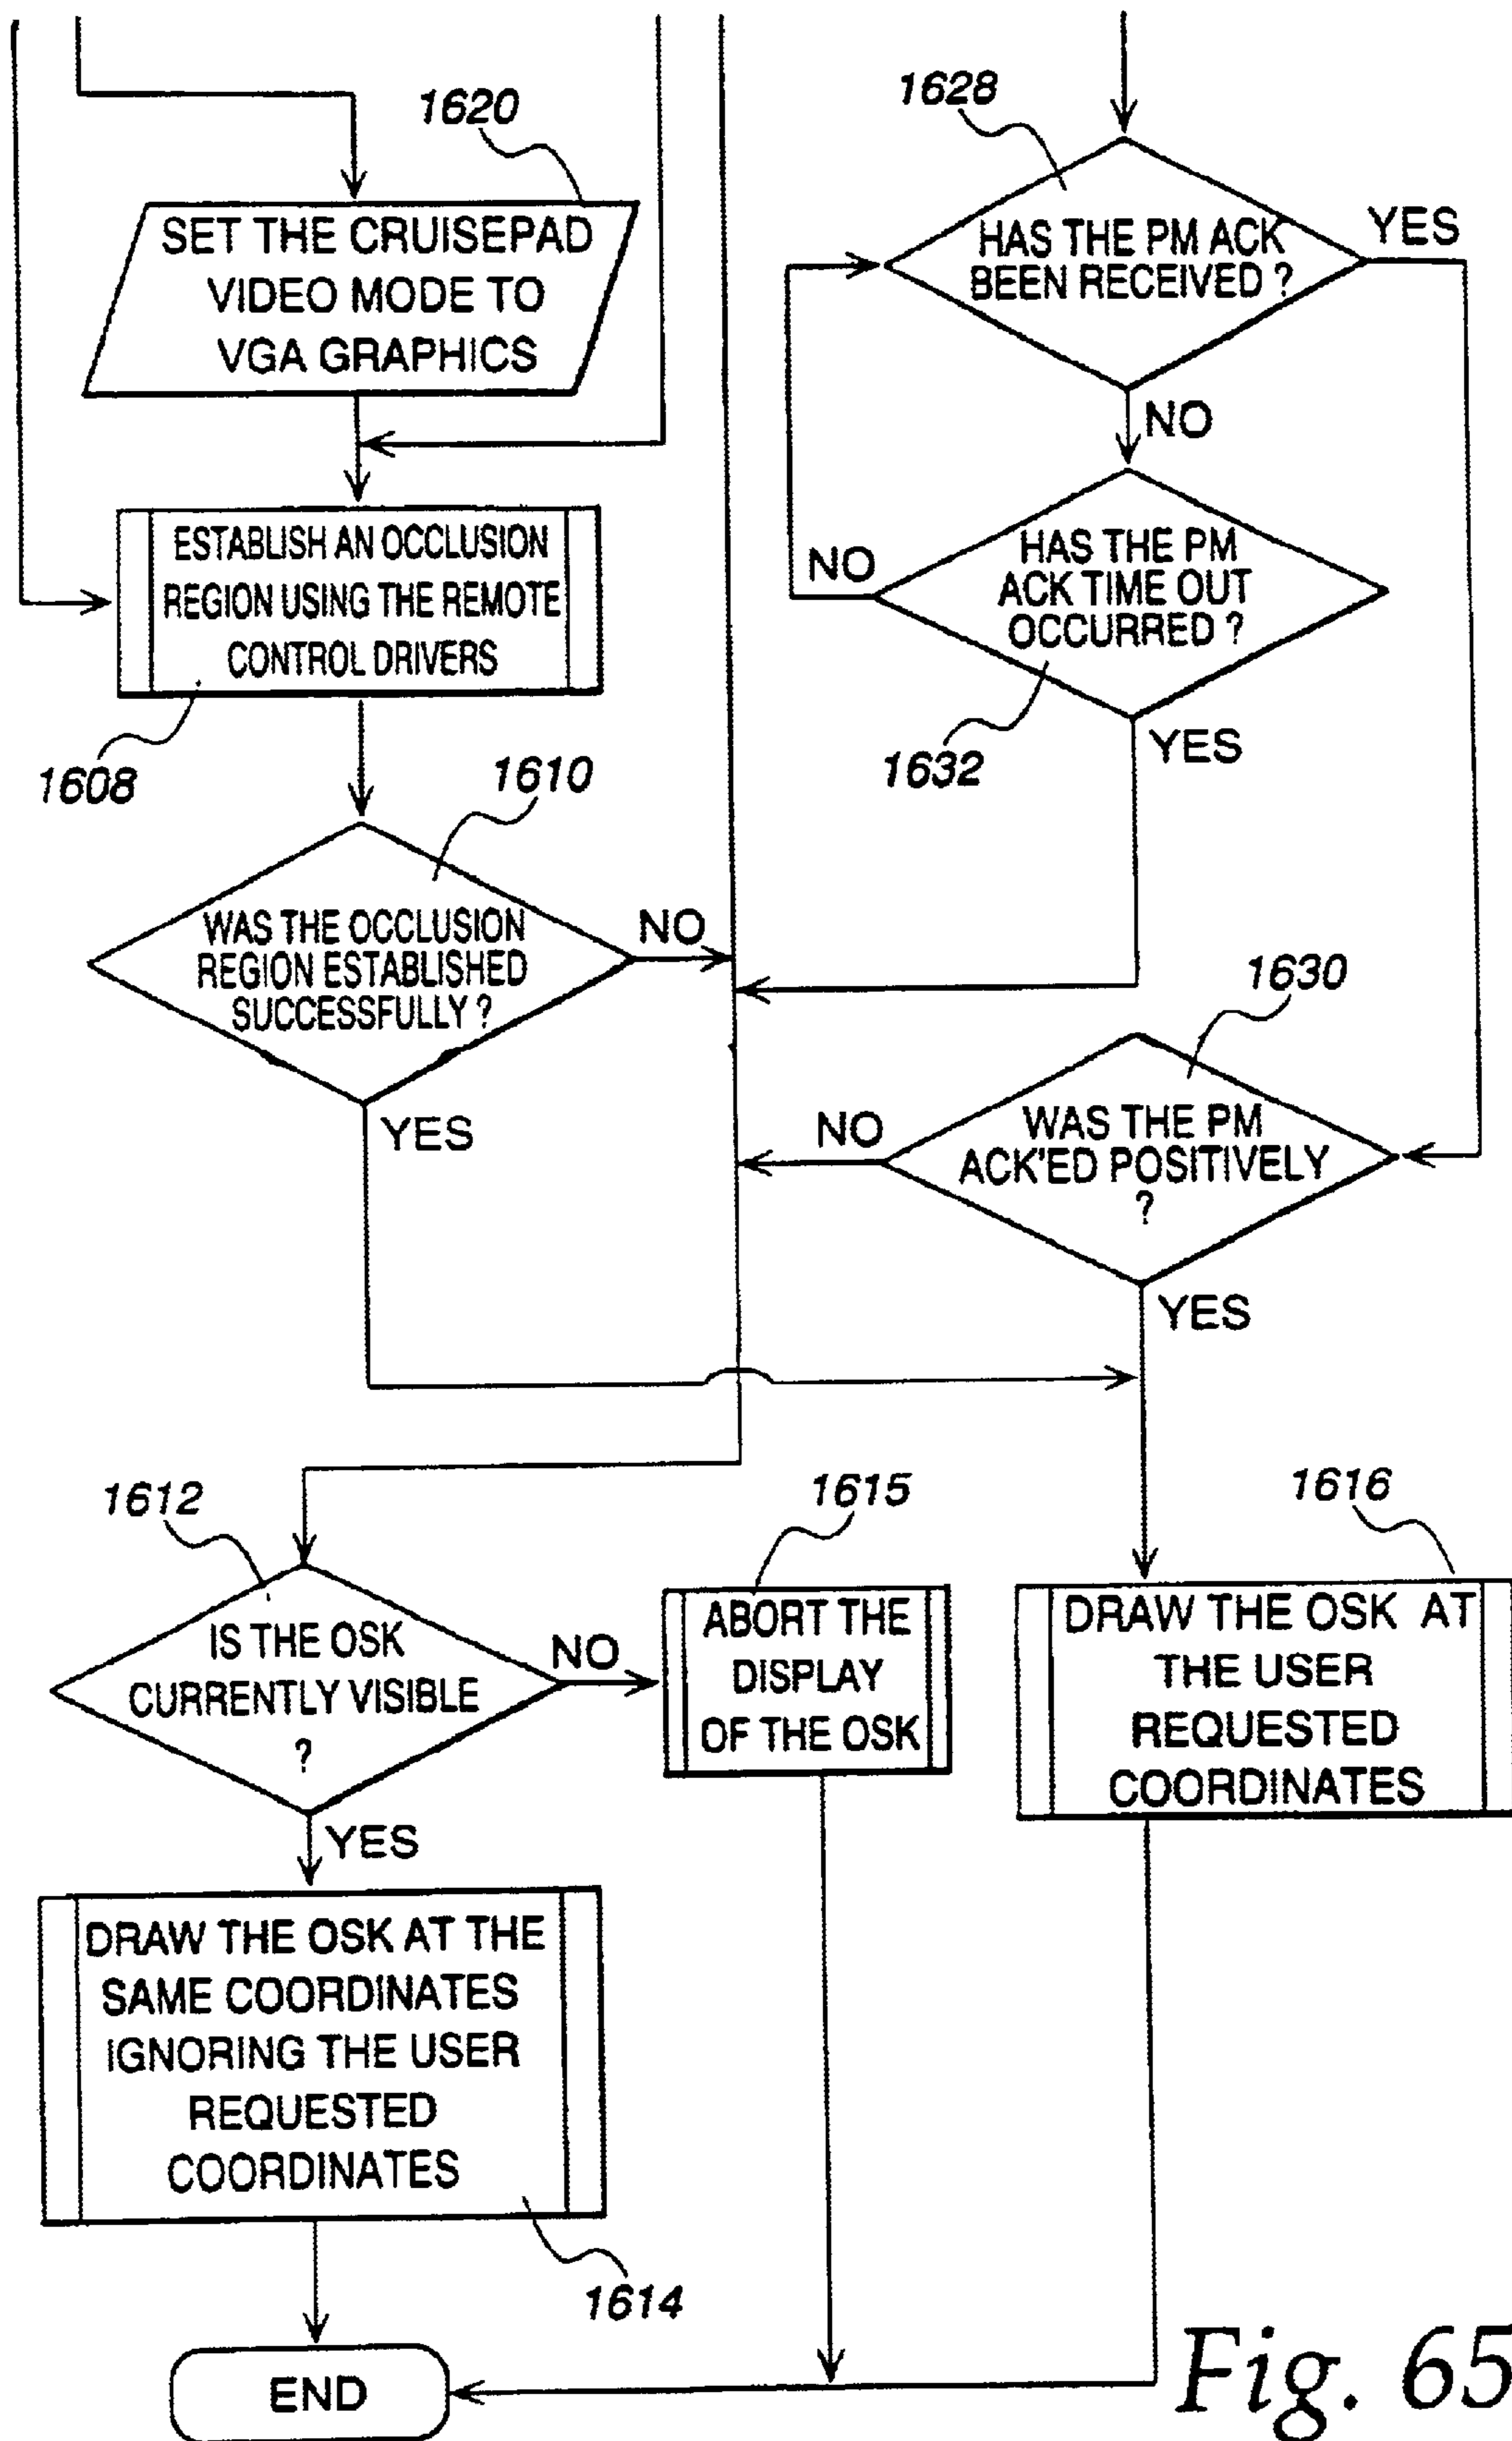 1620
SET THE CRUISEPAD
VIDEO MODE TO
VGA GRAPHICS
1628
HAS THE PM ACK
BEEN RECEIVED ?
YES
NO
ESTABLISH AN OCCLUSION
REGION USING THE REMOTE
CONTROL DRIVERS
1608
HAS THE PM
ACK TIME OUT
OCCURRED ?
NO
YES
1632
1610
WAS THE OCCLUSION
REGION ESTABLISHED
SUCCESSFULLY ?
NO
YES
1630
WAS THE PM
ACK'ED POSITIVELY
?
NO
YES
1612
IS THE OSK
CURRENTLY VISIBLE
?
NO
YES
1615
ABORT THE
DISPLAY
OF THE OSK
1616
DRAW THE OSK AT
THE USER
REQUESTED
COORDINATES
DRAW THE OSK AT THE
SAME COORDINATES
IGNORING THE USER
REQUESTED
COORDINATES
1614
END
Fig. 65